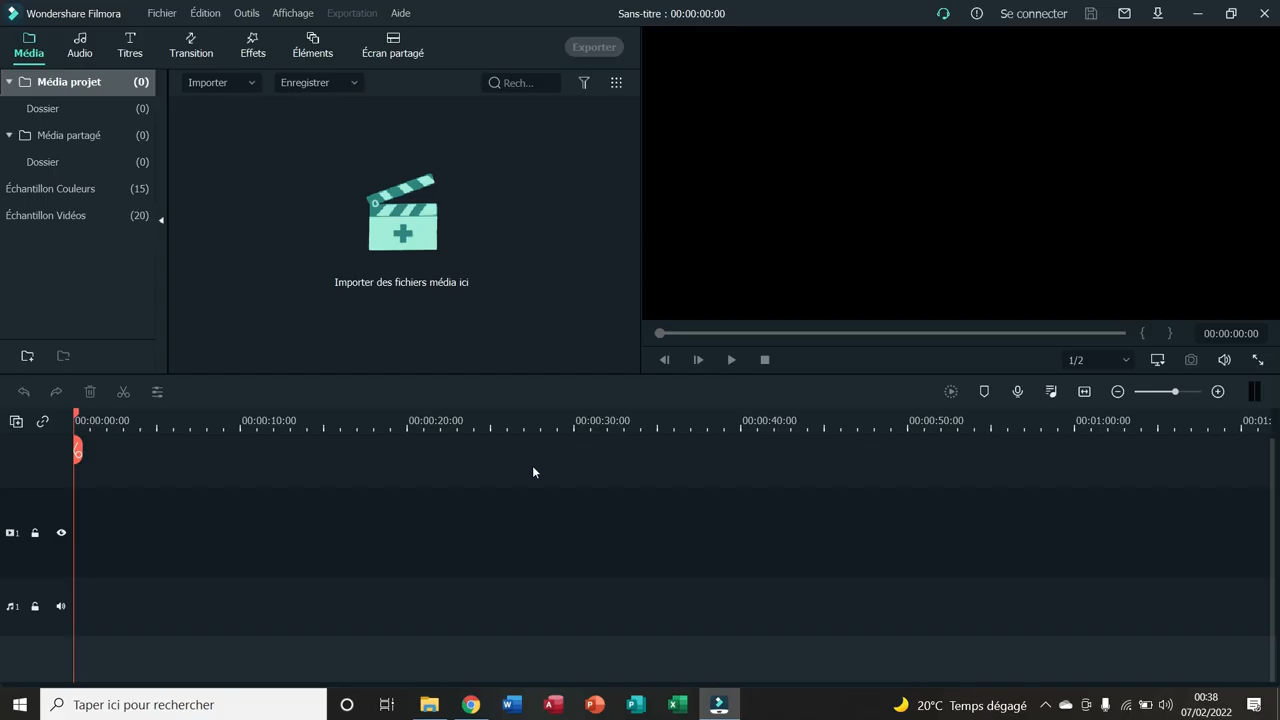 Wondershare Filmora Fichier Édition Outils Affichage Exportation Aide Sans-titre : 00:00:00:00 Se connecter
Média Audio Titres Transition Effets Éléments Écran partagé Exporter
Média projet (0)
Dossier (0)
Média partagé (0)
Dossier (0)
Échantillon Couleurs (15)
Échantillon Vidéos (20)
Importer Enregistrer Rech...
Importer des fichiers média ici
{ } 00:00:00:00
1/2
00:00:00:00 00:00:10:00 00:00:20:00 00:00:30:00 00:00:40:00 00:00:50:00 00:01:00:00 00:01:
1
1
Taper ici pour rechercher
20°C Temps dégagé
00:38
07/02/2022